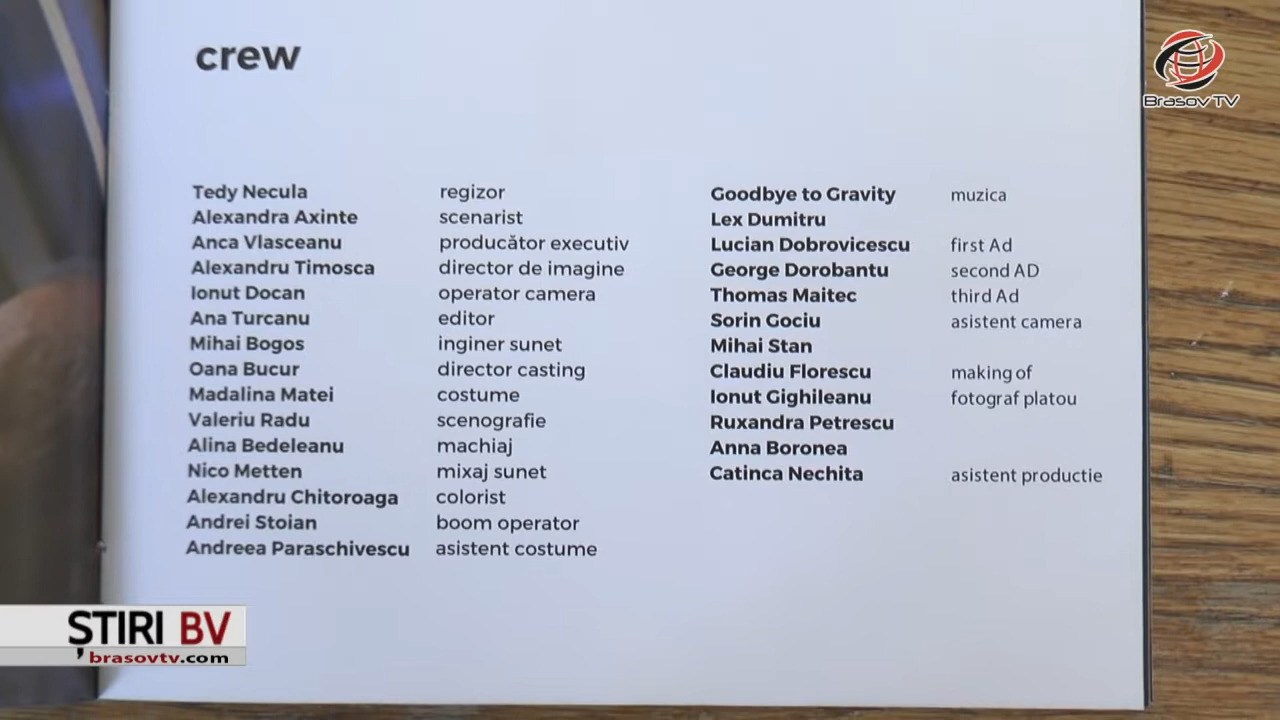 crew
Brasov TV
Tedy Necula regizor
Alexandra Axinte scenarist
Anca Vlasceanu producător executiv
Alexandru Timosca director de imagine
Ionut Docan operator camera
Ana Turcanu editor
Mihai Bogos inginer sunet
Oana Bucur director casting
Madalina Matei costume
Valeriu Radu scenografie
Alina Bedeleanu machiaj
Nico Metten mixaj sunet
Alexandru Chitoroaga colorist
Andrei Stoian boom operator
Andreea Paraschivescu asistent costume
Goodbye to Gravity muzica
Lex Dumitru
Lucian Dobrovicescu first Ad
George Dorobantu second AD
Thomas Maitec third Ad
Sorin Gociu asistent camera
Mihai Stan
Claudiu Florescu making of
Ionut Gighileanu fotograf platou
Ruxandra Petrescu
Anna Boronea
Catinca Nechita asistent productie
ȘTIRI BV
brasovtv.com